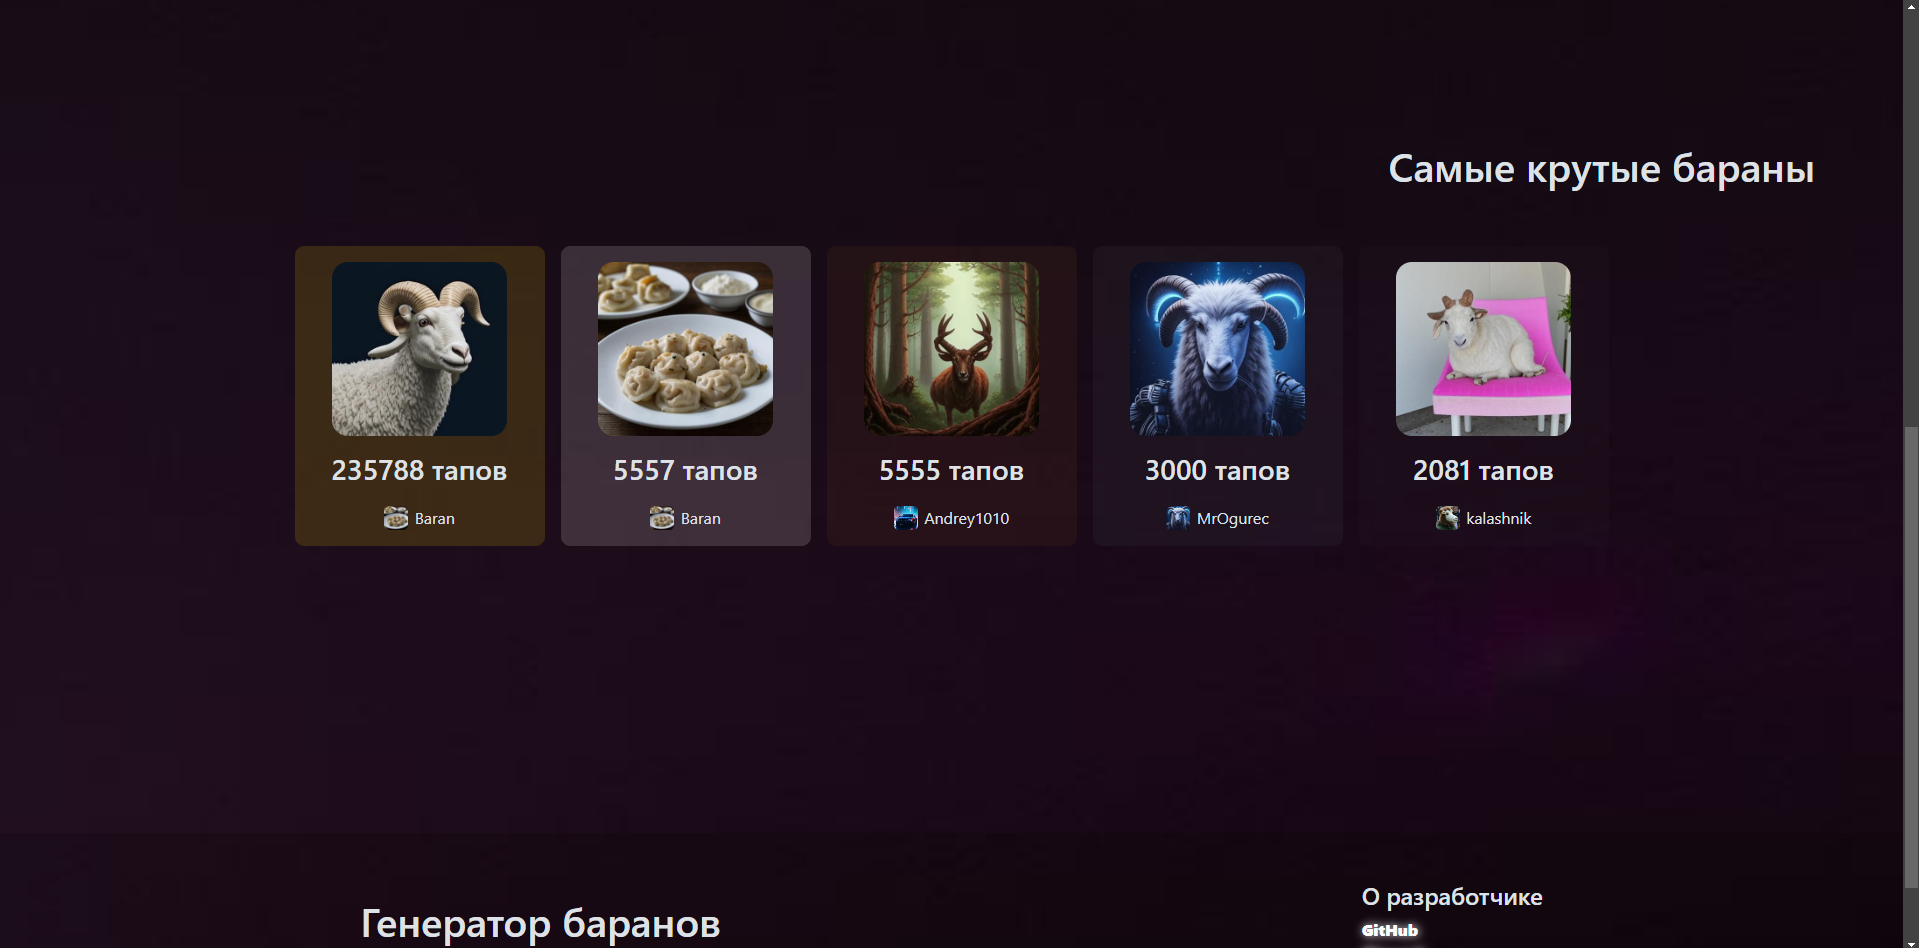 Самые крутые бараны
235788 тапов
Baran
5557 тапов
Baran
5555 тапов
Andrey1010
3000 тапов
MrOgurec
2081 тапов
kalashnik
Генератор баранов
О разработчике
GitHub